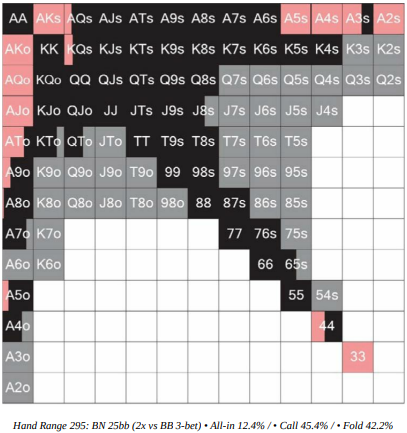 AA AKs AQs AJs ATs A9s A8s A7s A6s A5s A4s A3s A2s
AKo KK KQs KJs KTs K9s K8s K7s K6s K5s K4s K3s K2s
AQo KQo QQ QJs QTs Q9s Q8s Q7s Q6s Q5s Q4s Q3s Q2s
AJo KJo QJo JJ JTs J9s J8s J7s J6s J5s J4s
ATo KTo QTo JTo TT T9s T8s T7s T6s T5s
A9o K9o Q9o J9o T9o 99 98s 97s 96s 95s
A8o K8o Q8o J8o T8o 98o 88 87s 86s 85s
A7o K7o 77 76s 75s
A6o K6o 66 65s
A5o 55 54s
A4o 44
A3o 33
A2o
Hand Range 295: BN 25bb (2x vs BB 3-bet) • All-in 12.4% / • Call 45.4% / • Fold 42.2%